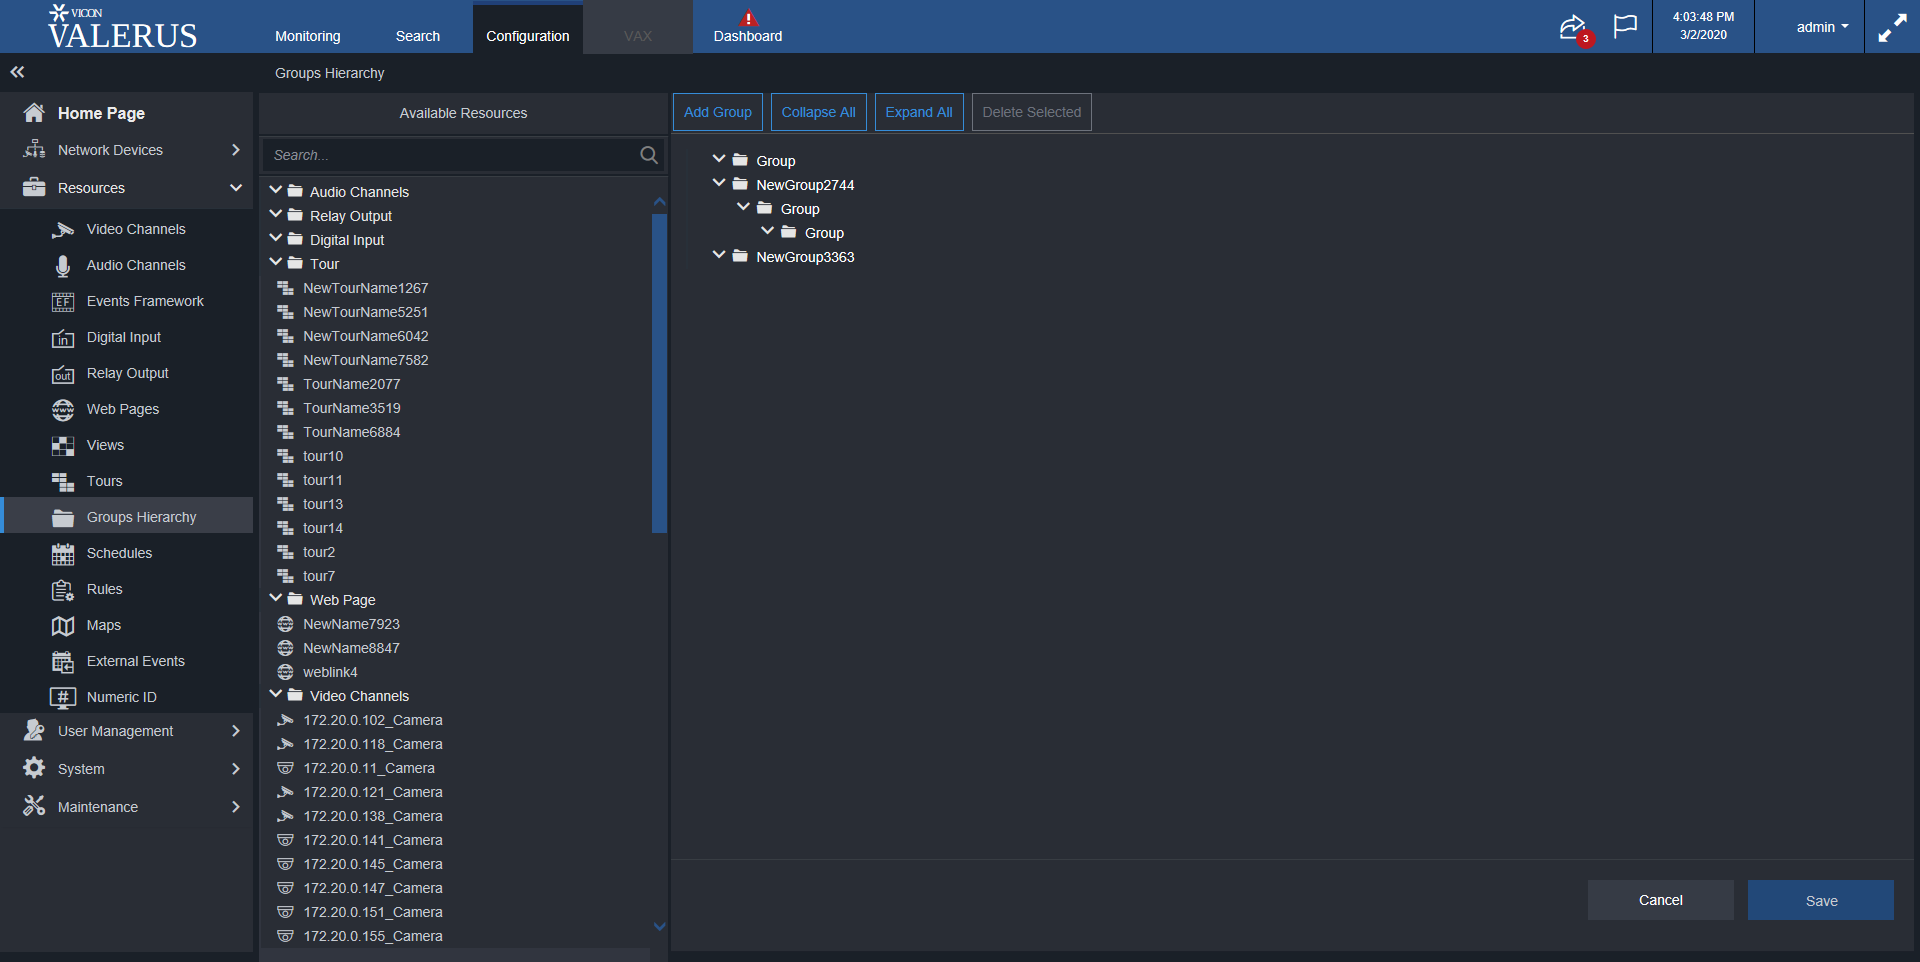 VICON
VALERUS
Monitoring
Search
Configuration
VAX
Dashboard
3
4:03:48 PM
3/2/2020
admin
Groups Hierarchy
Home Page
Network Devices
Resources
Video Channels
Audio Channels
EF Events Framework
in Digital Input
out Relay Output
www Web Pages
Views
Tours
Groups Hierarchy
Schedules
Rules
Maps
External Events
# Numeric ID
User Management
System
Maintenance
Available Resources
Search...
Audio Channels
Relay Output
Digital Input
Tour
NewTourName1267
NewTourName5251
NewTourName6042
NewTourName7582
TourName2077
TourName3519
TourName6884
tour10
tour11
tour13
tour14
tour2
tour7
Web Page
NewName7923
NewName8847
weblink4
Video Channels
172.20.0.102_Camera
172.20.0.118_Camera
172.20.0.11_Camera
172.20.0.121_Camera
172.20.0.138_Camera
172.20.0.141_Camera
172.20.0.145_Camera
172.20.0.147_Camera
172.20.0.151_Camera
172.20.0.155_Camera
Add Group
Collapse All
Expand All
Delete Selected
Group
NewGroup2744
Group
Group
NewGroup3363
Cancel
Save